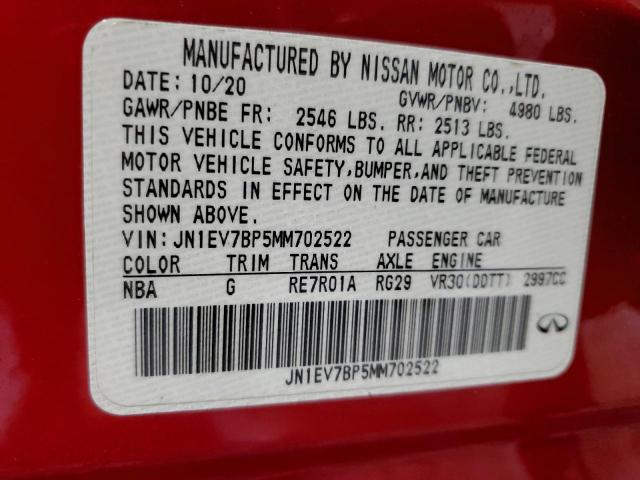 MANUFACTURED BY NISSAN MOTOR CO.,LTD.
DATE: 10/20 GVWR/PNBV: 4980 LBS.
GAWR/PNBE FR: 2546 LBS. RR: 2513 LBS.
THIS VEHICLE CONFORMS TO ALL APPLICABLE FEDERAL
MOTOR VEHICLE SAFETY,BUMPER,AND THEFT PREVENTION
STANDARDS IN EFFECT ON THE DATE OF MANUFACTURE
SHOWN ABOVE.
VIN:JN1EV7BP5MM702522 PASSENGER CAR
COLOR TRIM TRANS AXLE ENGINE
NBA G RE7R01A RG29 VR30(DDTT) 2997CC
JN1EV7BP5MM702522